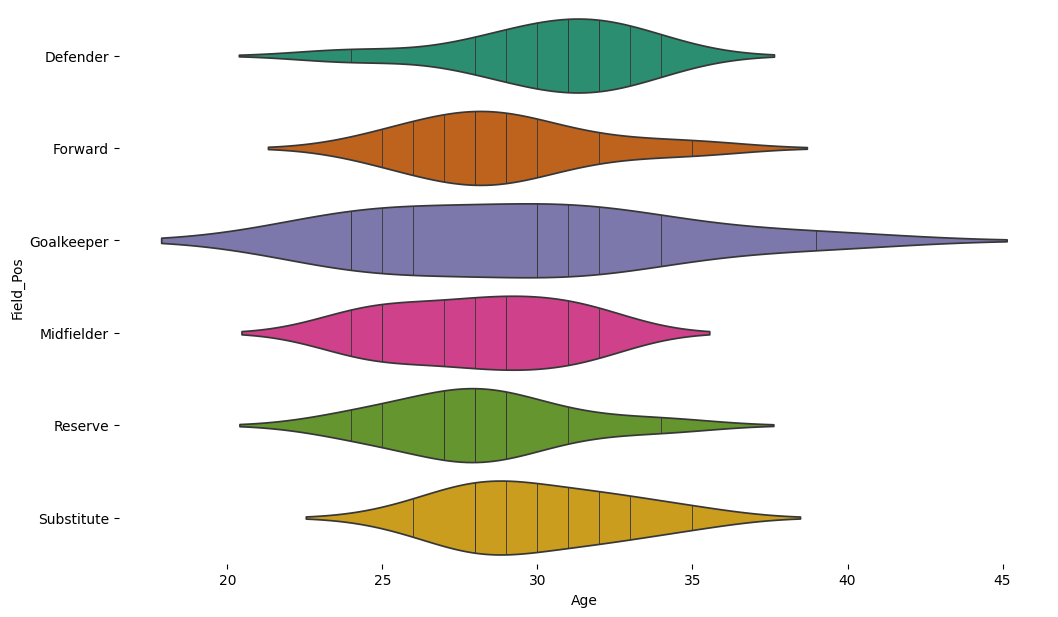 Defender
Forward
Goalkeeper
Midfielder
Reserve
Substitute
Field_Pos
20 25 30 35 40 45
Age